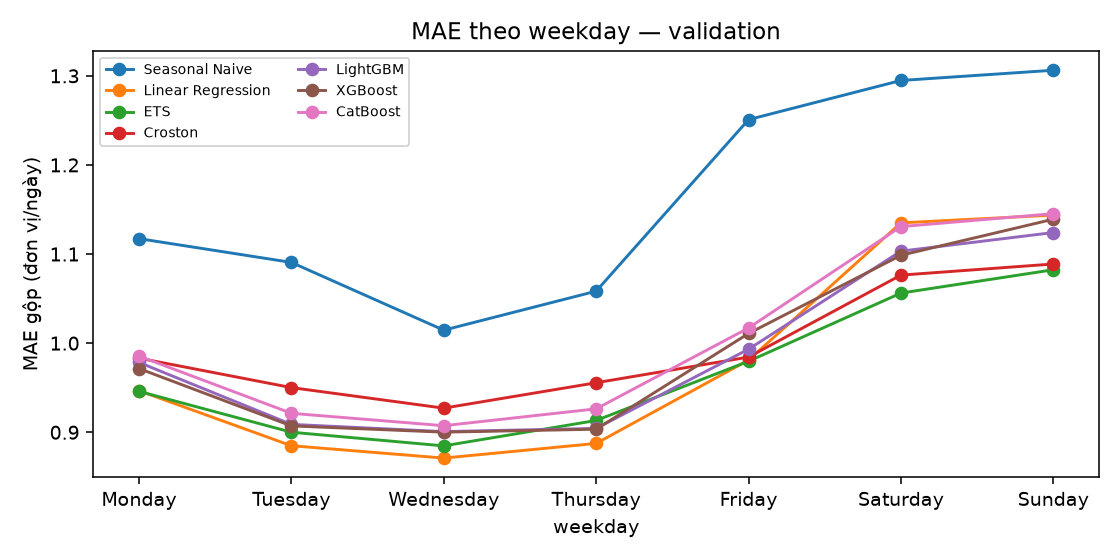 MAE theo weekday — validation
MAE gộp (đơn vị/ngày)
1.3
1.2
1.1
1.0
0.9
Seasonal Naive
Linear Regression
ETS
Croston
LightGBM
XGBoost
CatBoost
Monday Tuesday Wednesday Thursday Friday Saturday Sunday
weekday